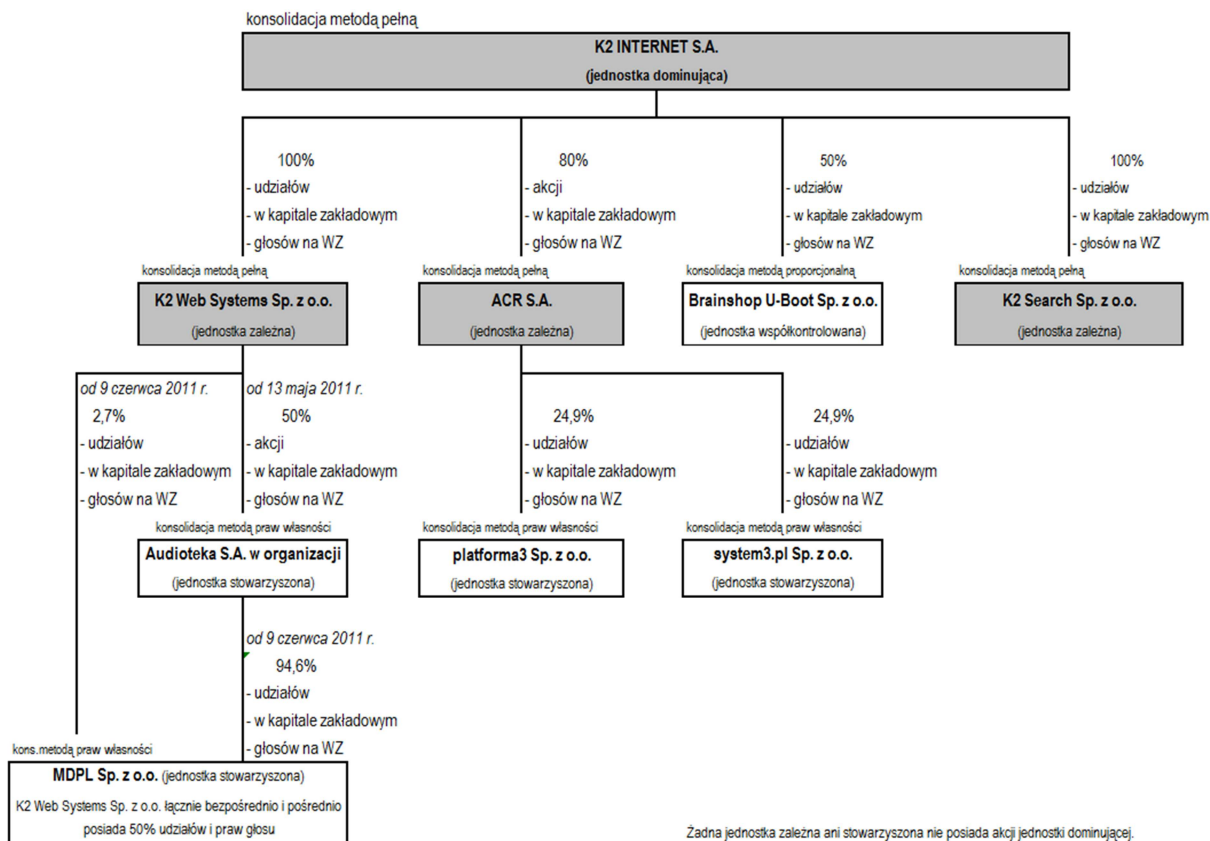 konsolidacja metodą pełną
K2 INTERNET S.A.
(jednostka dominująca)
100%
- udziałów
- w kapitale zakładowym
- głosów na WZ
80%
- akcji
- w kapitale zakładowym
- głosów na WZ
50%
- udziałów
- w kapitale zakładowym
- głosów na WZ
100%
- udziałów
- w kapitale zakładowym
- głosów na WZ
konsolidacja metodą pełną
K2 Web Systems Sp. z o.o.
(jednostka zależna)
konsolidacja metodą pełną
ACR S.A.
(jednostka zależna)
konsolidacja metodą proporcjonalną
Brainshop U-Boot Sp. z o.o.
(jednostka współkontrolowana)
konsolidacja metodą pełną
K2 Search Sp. z o.o.
(jednostka zależna)
od 9 czerwca 2011 r.
2,7%
- udziałów
- w kapitale zakładowym
- głosów na WZ
od 13 maja 2011 r.
50%
- akcji
- w kapitale zakładowym
- głosów na WZ
24,9%
- udziałów
- w kapitale zakładowym
- głosów na WZ
24,9%
- udziałów
- w kapitale zakładowym
- głosów na WZ
konsolidacja metodą praw własności
Audioteka S.A. w organizacji
(jednostka stowarzyszona)
konsolidacja metodą praw własności
platforma3 Sp. z o.o.
(jednostka stowarzyszona)
konsolidacja metodą praw własności
system3.pl Sp. z o.o.
(jednostka stowarzyszona)
od 9 czerwca 2011 r.
94,6%
- udziałów
- w kapitale zakładowym
- głosów na WZ
kons.metodą praw własności
MDPL Sp. z o.o. (jednostka stowarzyszona)
K2 Web Systems Sp. z o.o. łącznie bezpośrednio i pośrednio
posiada 50% udziałów i praw głosu
Żadna jednostka zależna ani stowarzyszona nie posiada akcji jednostki dominującej.